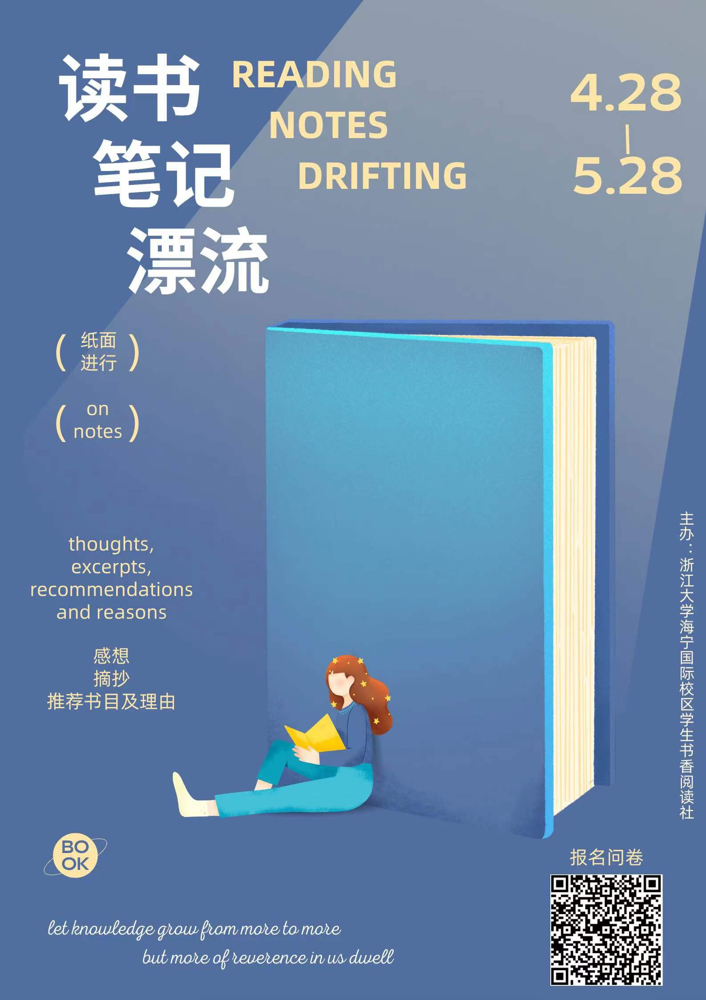 读书
笔记
漂流
READING
NOTES
DRIFTING
4.28
|
5.28
( 纸面
进行 )
( on
notes )
thoughts,
excerpts,
recommendations
and reasons
感想
摘抄
推荐书目及理由
主办：浙江大学海宁国际校区学生书香阅读社
BO
OK
报名问卷
let knowledge grow from more to more
but more of reverence in us dwell